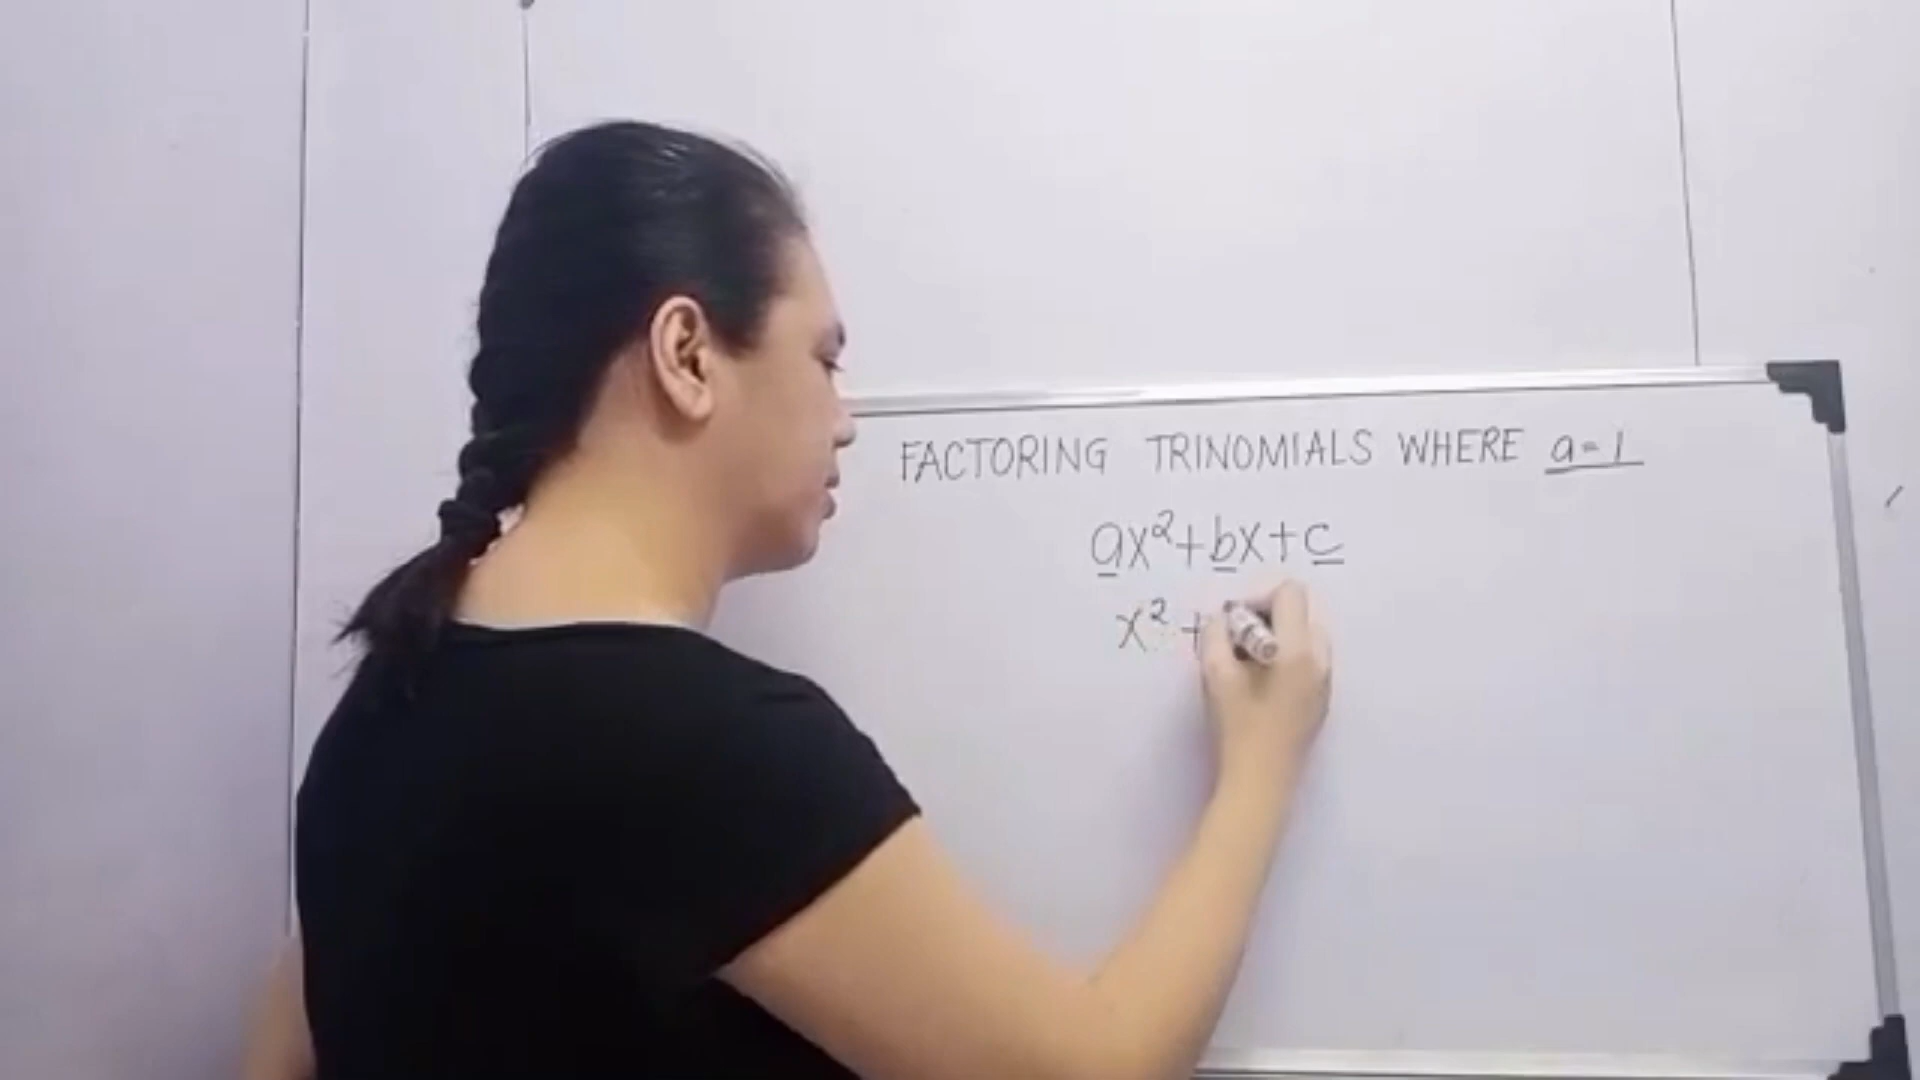 FACTORING TRINOMIALS WHERE a=1
ax²+bx+c
x² +